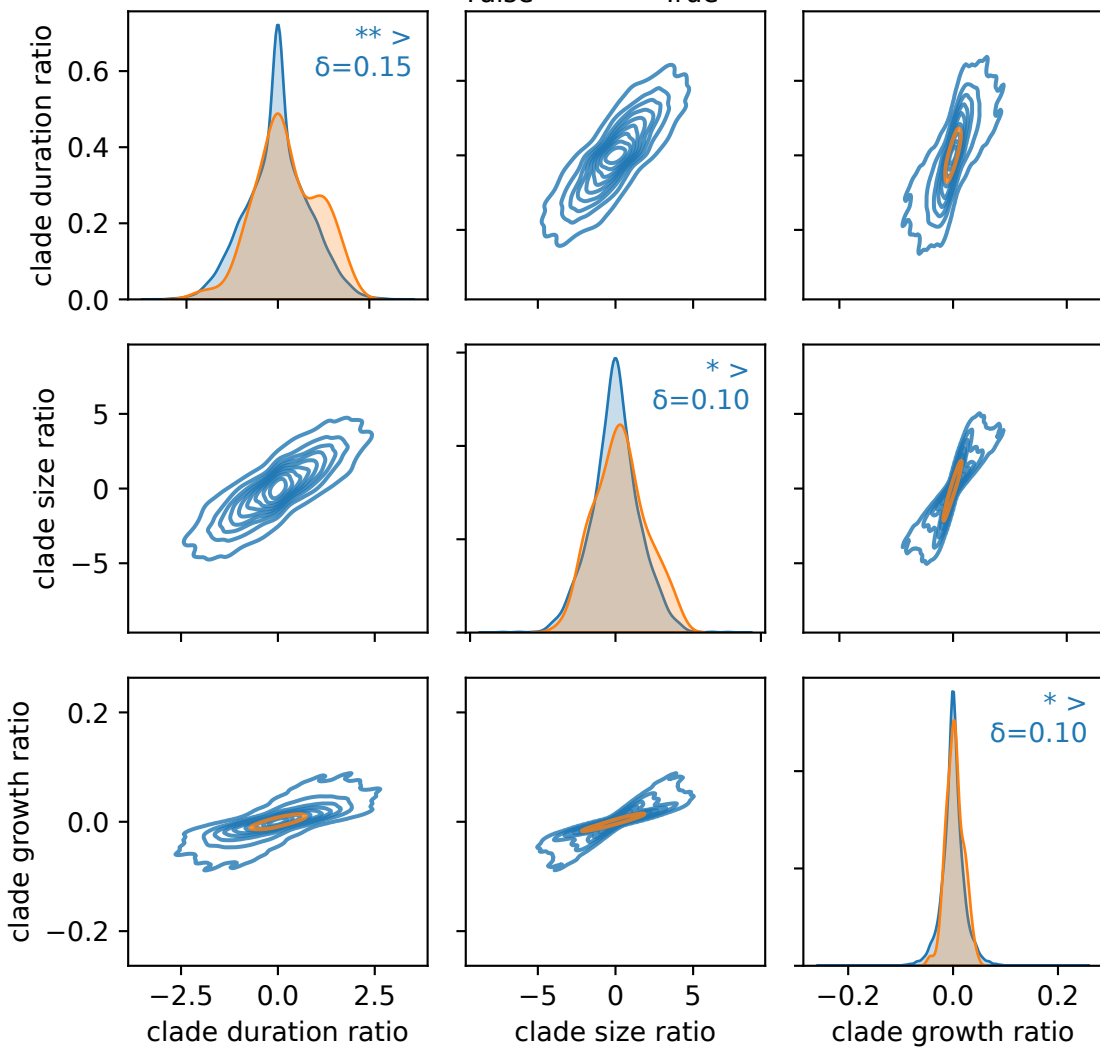 clade duration ratio
0.6
0.4
0.2
0.0
** >
δ=0.15
clade size ratio
5
0
−5
* >
δ=0.10
clade growth ratio
0.2
0.0
−0.2
* >
δ=0.10
−2.5 0.0 2.5
−5 0 5
−0.2 0.0 0.2
clade duration ratio
clade size ratio
clade growth ratio